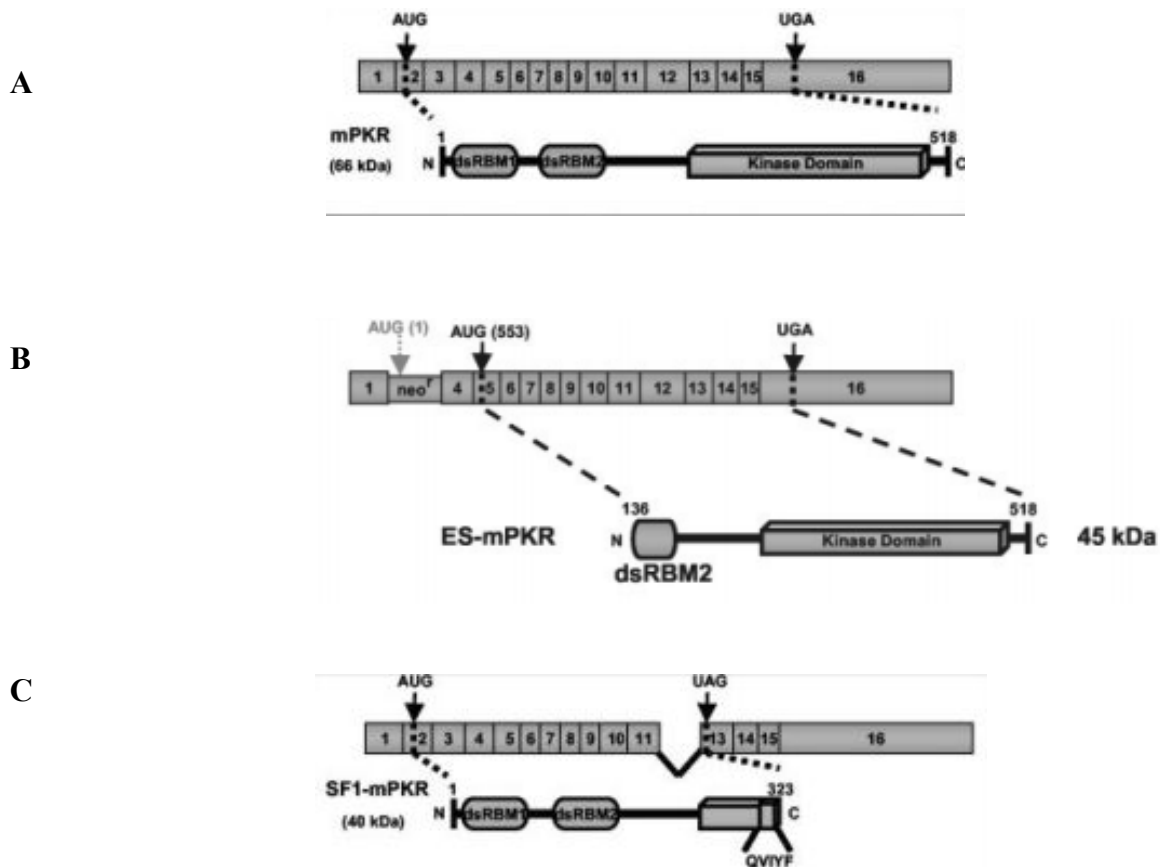 A
AUG UGA
1 2 3 4 5 6 7 8 9 10 11 12 13 14 15 16
mPKR
(66 kDa)
1 518
N dsRBM1 dsRBM2 Kinase Domain C
B
AUG (1) AUG (553) UGA
1 neor 4 5 6 7 8 9 10 11 12 13 14 15 16
136 518
ES-mPKR N Kinase Domain C 45 kDa
dsRBM2
C
AUG UAG
1 2 3 4 5 6 7 8 9 10 11 13 14 15 16
SF1-mPKR
(40 kDa)
1 323
N dsRBM1 dsRBM2 C
QVIYF